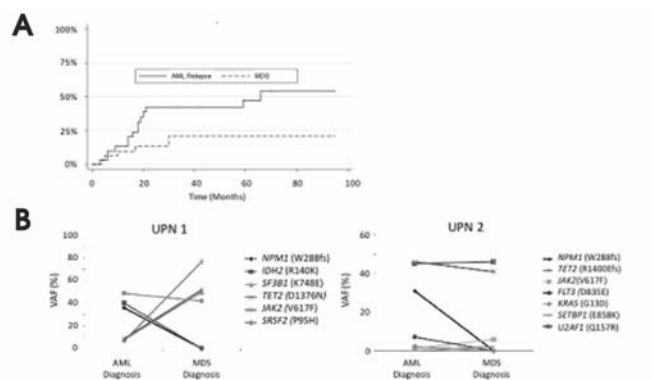 A
100%
75%
50%
25%
0%
AML Relapse
MDS
0
20
40
60
80
100
Time (Months)
B
UPN 1
100
80
60
40
20
0
VAF (%)
AML
Diagnosis
MDS
Diagnosis
NPM1 (W288fs)
IDH2 (R140K)
SF3B1 (K748E)
TET2 (D1376N)
JAK2 (V617F)
SRSF2 (P95H)
UPN 2
60
40
20
0
VAF (%)
AML
Diagnosis
MDS
Diagnosis
NPM1 (W288fs)
TET2 (R1400Efs)
JAK2(V617F)
FLT3 (D835E)
KRAS (G13D)
SETBP1 (E858K)
U2AF1 (Q157R)